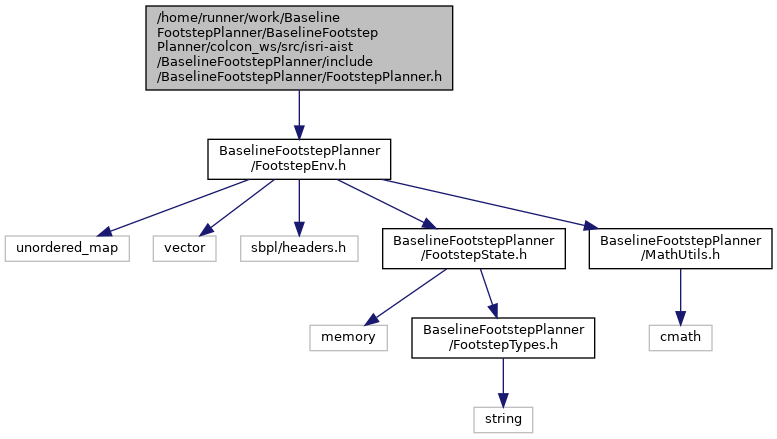 /home/runner/work/Baseline
FootstepPlanner/BaselineFootstep
Planner/colcon_ws/src/isri-aist
/BaselineFootstepPlanner/include
/BaselineFootstepPlanner/FootstepPlanner.h
BaselineFootstepPlanner
/FootstepEnv.h
unordered_map
vector
sbpl/headers.h
BaselineFootstepPlanner
/FootstepState.h
BaselineFootstepPlanner
/MathUtils.h
memory
BaselineFootstepPlanner
/FootstepTypes.h
cmath
string